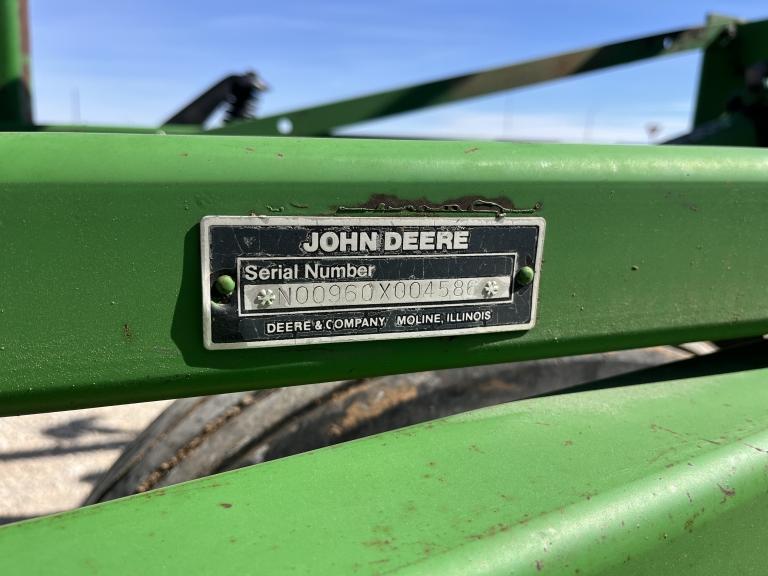 JOHN DEERE
Serial Number
*N00960X004586*
DEERE & COMPANY MOLINE, ILLINOIS